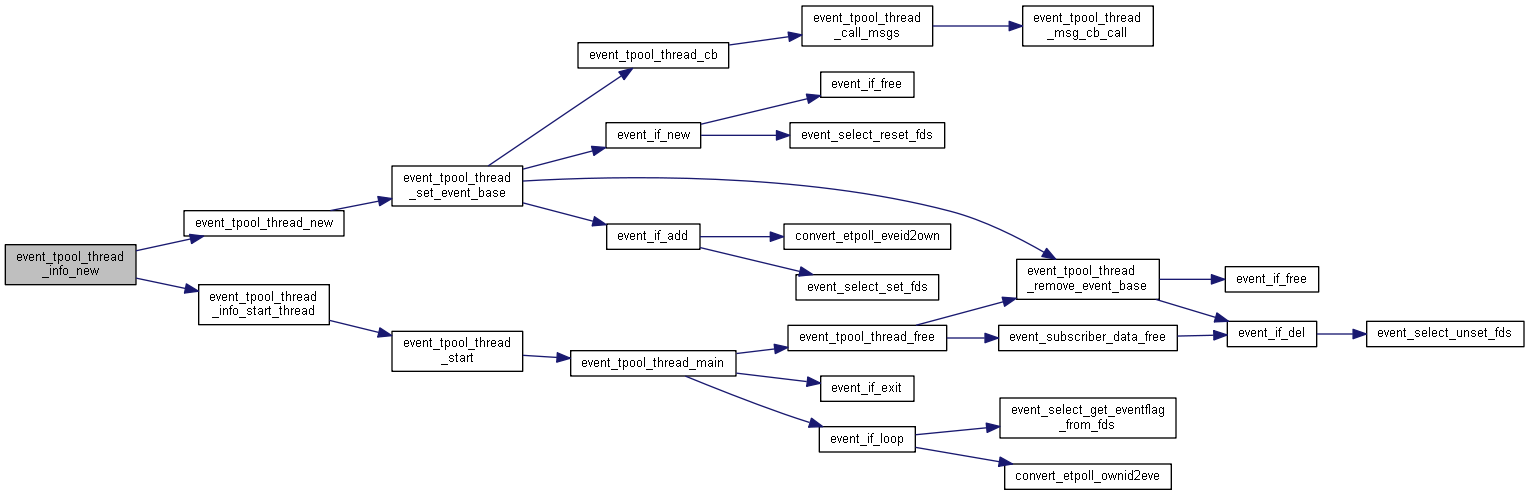 event_tpool_thread
_call_msgs
event_tpool_thread
_msg_cb_call
event_tpool_thread_cb
event_if_free
event_if_new
event_select_reset_fds
event_tpool_thread
_set_event_base
event_tpool_thread_new
event_if_add
convert_etpoll_eveid2own
event_tpool_thread
_info_new
event_select_set_fds
event_tpool_thread
_remove_event_base
event_if_free
event_tpool_thread
_info_start_thread
event_tpool_thread
_start
event_tpool_thread_free
event_subscriber_data_free
event_if_del
event_select_unset_fds
event_tpool_thread_main
event_if_exit
event_if_loop
event_select_get_eventflag
_from_fds
convert_etpoll_ownid2eve